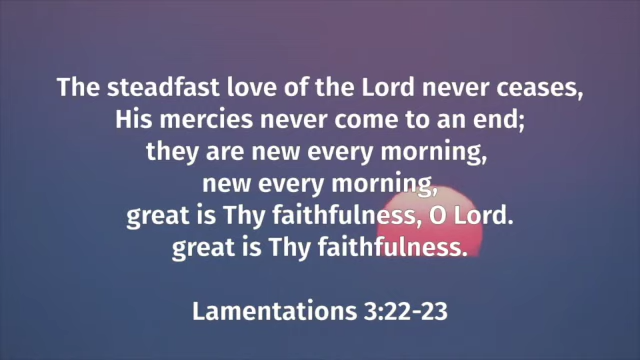 The steadfast love of the Lord never ceases,
His mercies never come to an end;
they are new every morning,
new every morning,
great is Thy faithfulness, O Lord.
great is Thy faithfulness.
Lamentations 3:22-23